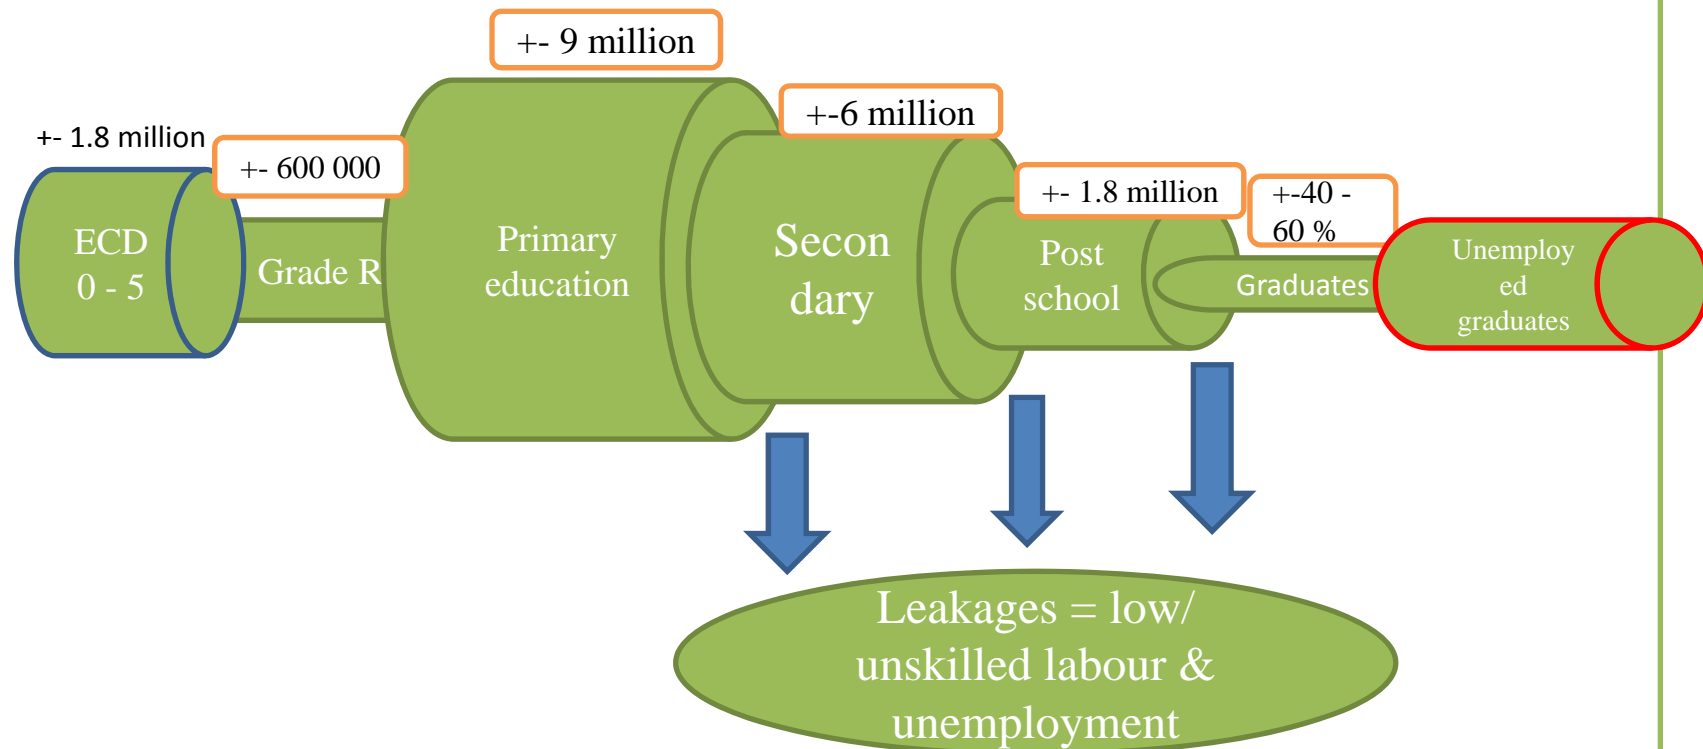 +- 9 million
+-6 million
+- 1.8 million
+- 600 000
+- 1.8 million
+-40 -
60 %
ECD
0 - 5
Grade R
Primary
education
Secon
dary
Post
school
Graduates
Unemploy
ed
graduates
Leakages = low/
unskilled labour &
unemployment